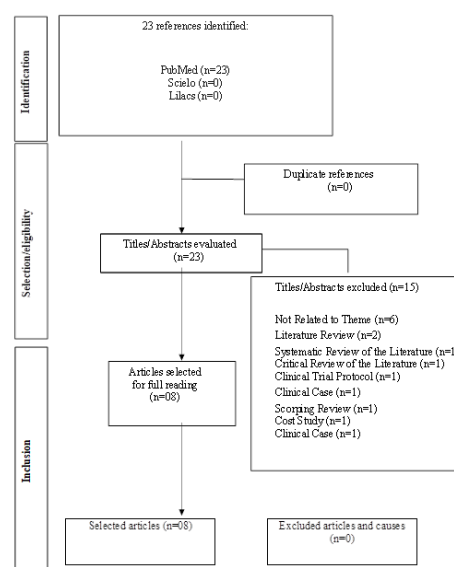 Identification
23 references identified:
PubMed (n=23)
Scielo (n=0)
Lilacs (n=0)
Selection/eligibility
Duplicate references
(n=0)
Titles/Abstracts evaluated
(n=23)
Titles/Abstracts excluded (n=15)
Not Related to Theme (n=6)
Literature Review (n=2)
Systematic Review of the Literature (n=1
Critical Review of the Literature (n=1)
Clinical Trial Protocol (n=1)
Clinical Case (n=1)
Scorping Review (n=1)
Cost Study (n=1)
Clinical Case (n=1)
Inclusion
Articles selected
for full reading
(n=08)
Selected articles (n=08)
Excluded articles and causes
(n=0)